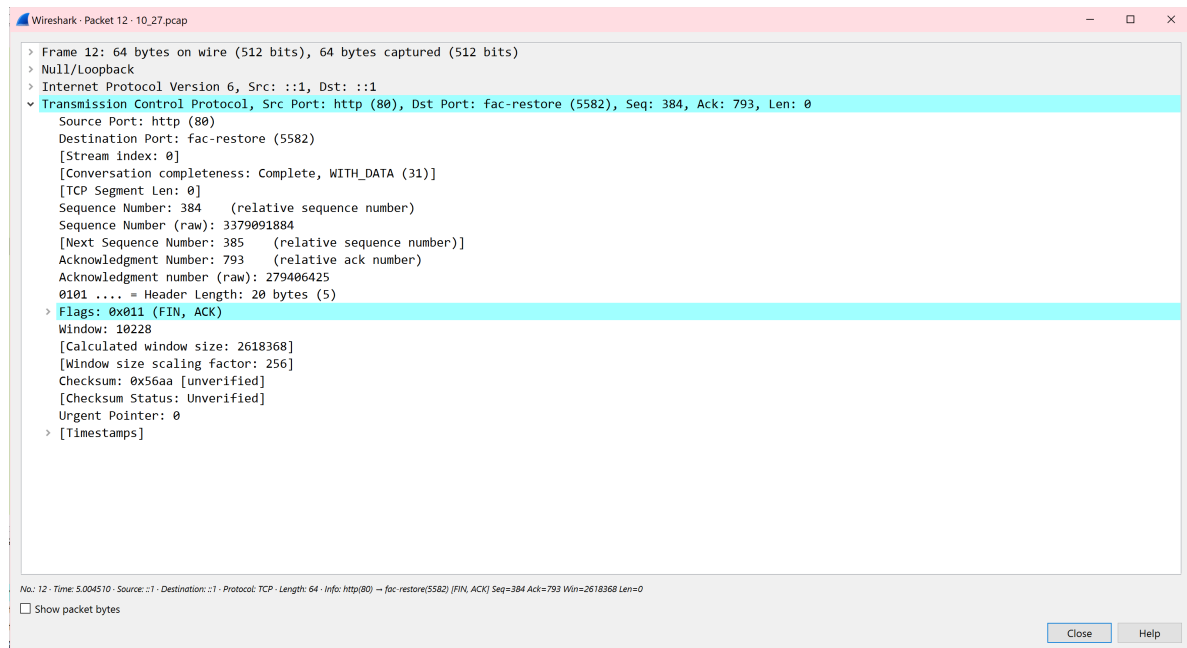 Wireshark · Packet 12 · 10_27.pcap
Frame 12: 64 bytes on wire (512 bits), 64 bytes captured (512 bits)
Null/Loopback
Internet Protocol Version 6, Src: ::1, Dst: ::1
Transmission Control Protocol, Src Port: http (80), Dst Port: fac-restore (5582), Seq: 384, Ack: 793, Len: 0
Source Port: http (80)
Destination Port: fac-restore (5582)
[Stream index: 0]
[Conversation completeness: Complete, WITH_DATA (31)]
[TCP Segment Len: 0]
Sequence Number: 384    (relative sequence number)
Sequence Number (raw): 3379091884
[Next Sequence Number: 385    (relative sequence number)]
Acknowledgment Number: 793    (relative ack number)
Acknowledgment number (raw): 279406425
0101 .... = Header Length: 20 bytes (5)
Flags: 0x011 (FIN, ACK)
Window: 10228
[Calculated window size: 2618368]
[Window size scaling factor: 256]
Checksum: 0x56aa [unverified]
[Checksum Status: Unverified]
Urgent Pointer: 0
[Timestamps]
No.: 12 · Time: 5.004510 · Source: ::1 · Destination: ::1 · Protocol: TCP · Length: 64 · Info: http(80) → fac-restore(5582) [FIN, ACK] Seq=384 Ack=793 Win=2618368 Len=0
Show packet bytes
Close Help